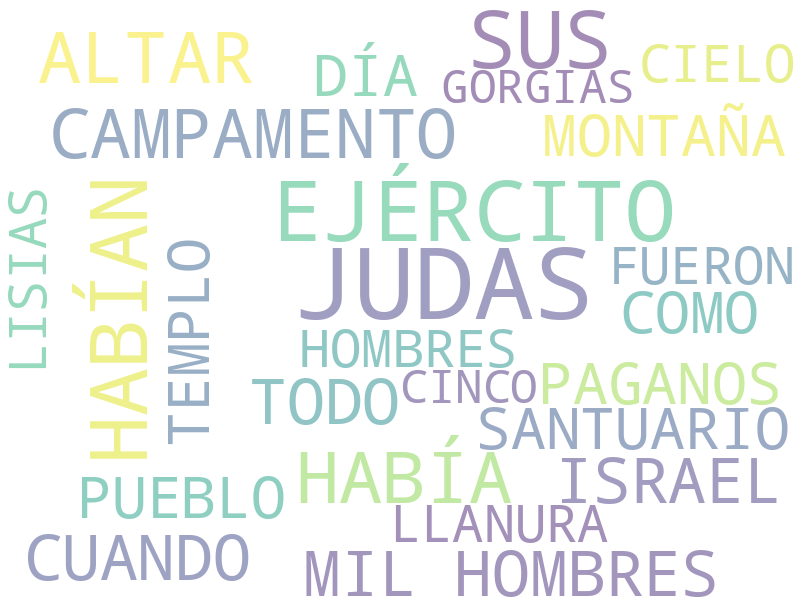 SUS
ALTAR
DÍA
CIELO
GORGIAS
CAMPAMENTO
MONTAÑA
EJÉRCITO
LISIAS
HABÍAN
TEMPLO
JUDAS
FUERON
COMO
HOMBRES
TODO
CINCO
PAGANOS
SANTUARIO
HABÍA
ISRAEL
PUEBLO
LLANURA
CUANDO
MIL HOMBRES